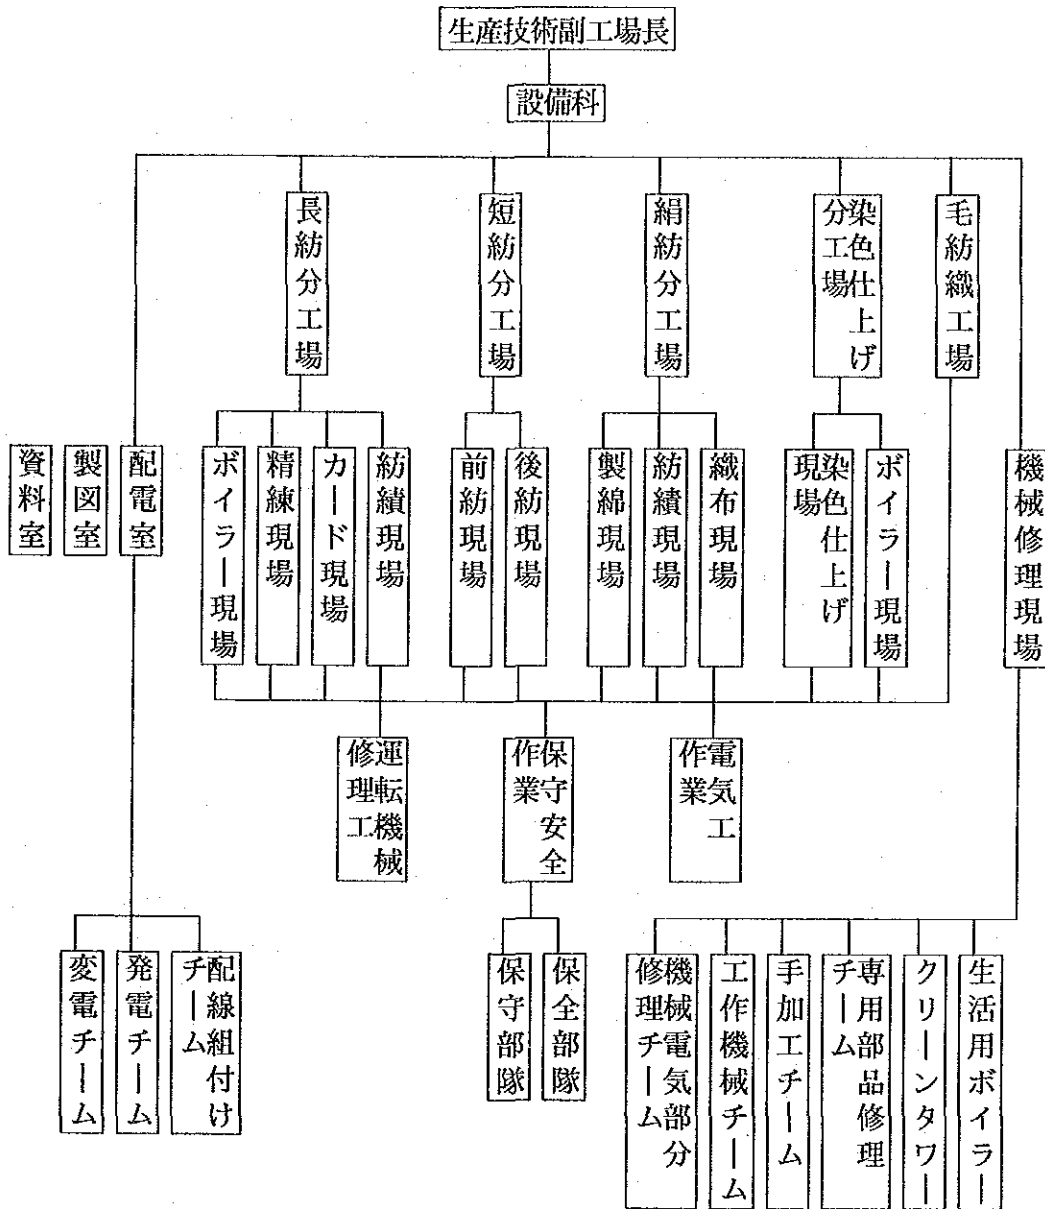 生産技術副工場長
設備科
長紡分工場
短紡分工場
絹紡分工場
染色仕上げ
分工場
毛紡織工場
資料室
製図室
配電室
ボイラー現場
精練現場
カード現場
紡績現場
前紡現場
後紡現場
製綿現場
紡績現場
織布現場
染色仕上げ
現場
ボイラー現場
機械修理現場
運転機械
修理工
保守安全
作業
電気工
作業
変電チーム
発電チーム
配線組付け
チーム
保守部隊
保全部隊
機械電気部分
修理チーム
工作機械チーム
手加工チーム
専用部品修理
チーム
クリーンタワー
生活用ボイラー